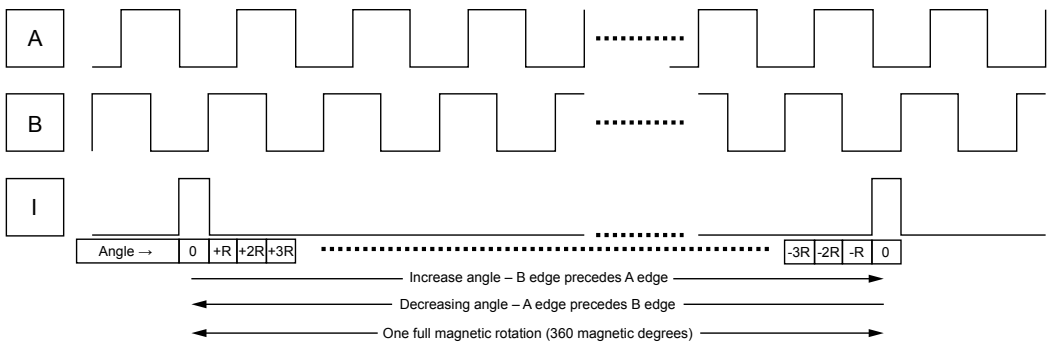 A
B
I
Angle → 0 +R +2R +3R -3R -2R -R 0
Increase angle – B edge precedes A edge
Decreasing angle – A edge precedes B edge
One full magnetic rotation (360 magnetic degrees)